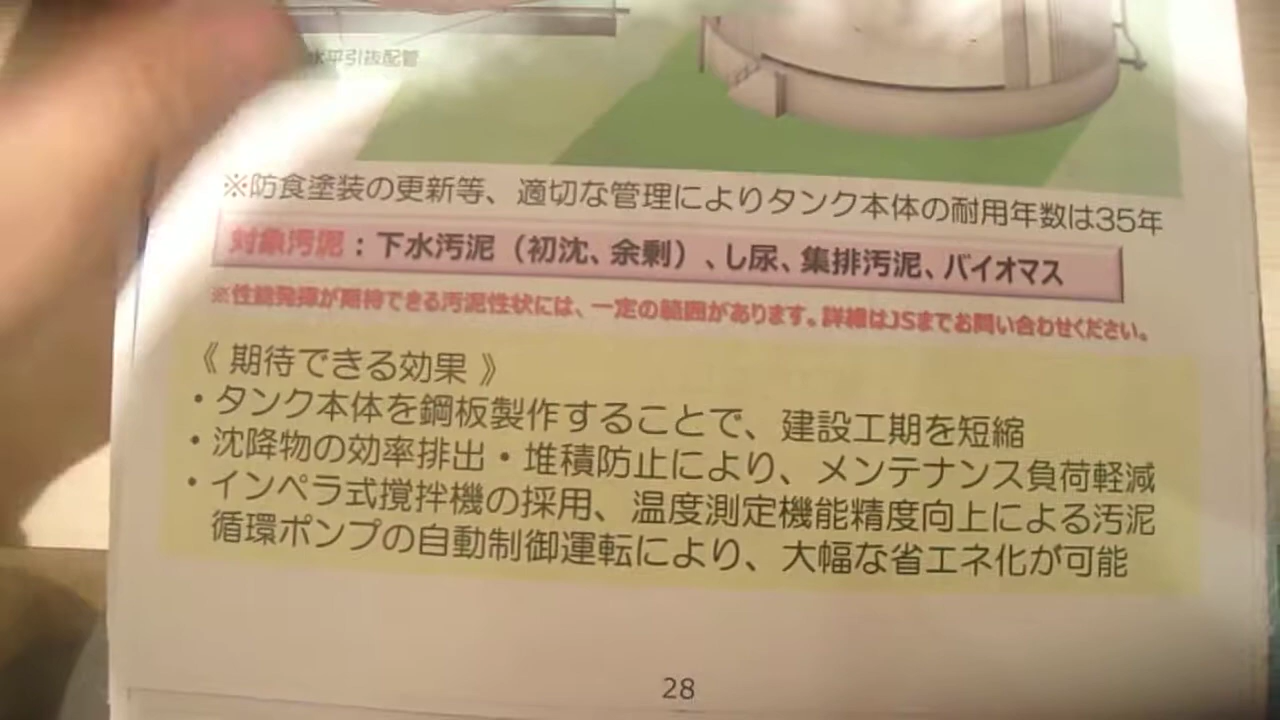 水平引抜配管
※防食塗装の更新等、適切な管理によりタンク本体の耐用年数は35年
対象汚泥：下水汚泥（初沈、余剰）、し尿、集排汚泥、バイオマス
※性能発揮が期待できる汚泥性状には、一定の範囲があります。詳細はJSまでお問い合わせください。
《 期待できる効果 》
・タンク本体を鋼板製作することで、建設工期を短縮
・沈降物の効率排出・堆積防止により、メンテナンス負荷軽減
・インペラ式撹拌機の採用、温度測定機能精度向上による汚泥
循環ポンプの自動制御運転により、大幅な省エネ化が可能
28